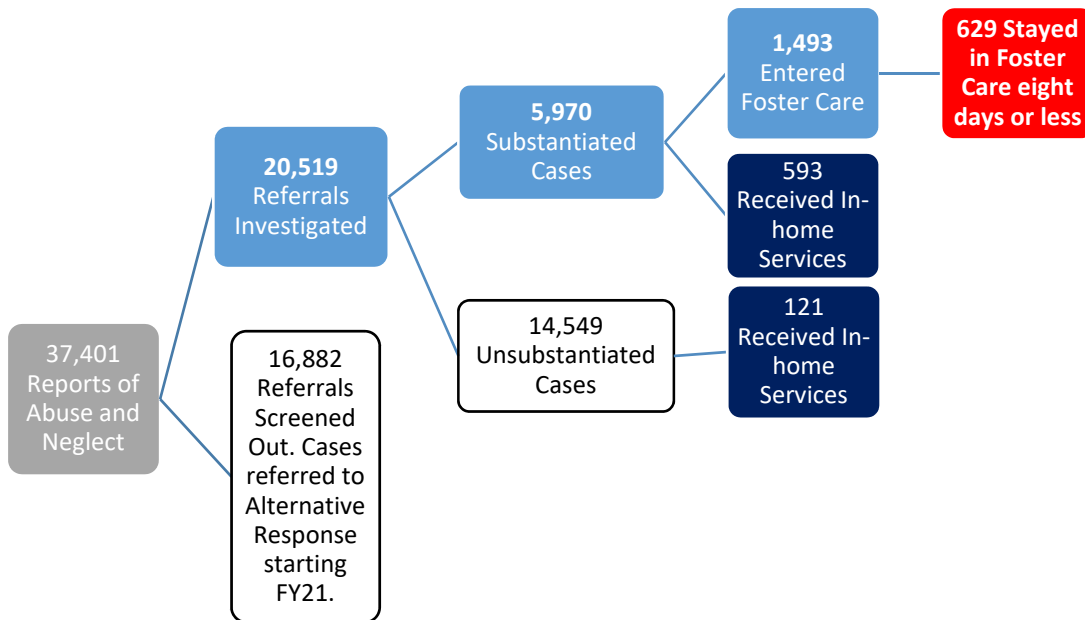 37,401
Reports of
Abuse and
Neglect
20,519
Referrals
Investigated
16,882
Referrals
Screened
Out. Cases
referred to
Alternative
Response
starting
FY21.
5,970
Substantiated
Cases
14,549
Unsubstantiated
Cases
1,493
Entered
Foster Care
593
Received In-
home
Services
121
Received In-
home
Services
629 Stayed
in Foster
Care eight
days or less